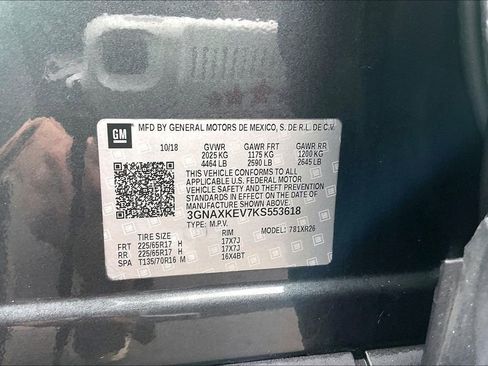 GM
MFD BY GENERAL MOTORS DE MEXICO, S. DE R.L. DE C.V.
10/18 GVWR GAWR FRT GAWR RR
2025 KG 1175 KG 1200 KG
4464 LB 2590 LB 2645 LB
THIS VEHICLE CONFORMS TO ALL
APPLICABLE U.S. FEDERAL MOTOR
VEHICLE SAFETY AND THEFT PREVENTION
STANDARDS IN EFFECT ON THE DATE OF
MANUFACTURE SHOWN ABOVE.
3GNAXKEV7KS553618
TYPE: M.P.V. MODEL: 781XR26
TIRE SIZE RIM
FRT 225/65R17 H 17X7J
RR. 225/65R17 H 17X7J
SPA T135/70R16 M 16X4BT